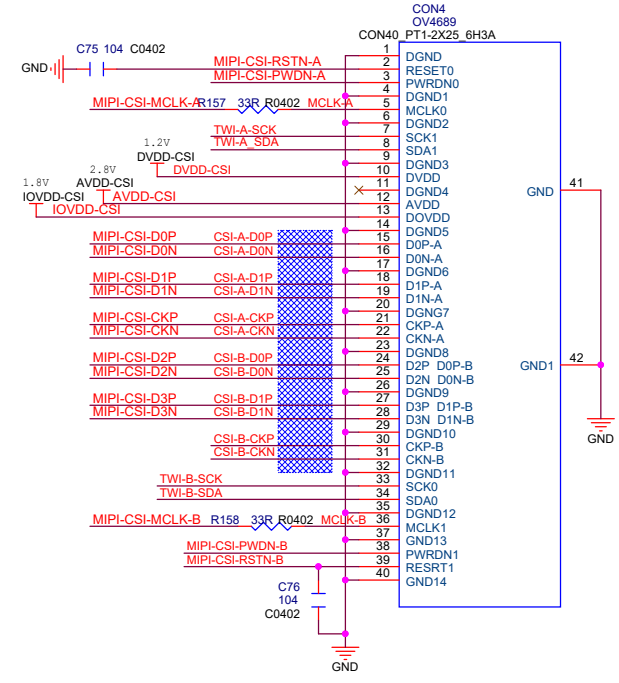 CON4
OV4689
CON40_PT1-2X25_6H3A
C75 104 C0402
GND
MIPI-CSI-RSTN-A
MIPI-CSI-PWDN-A
MIPI-CSI-MCLK-A R157 33R R0402 MCLK-A
TWI-A-SCK
TWI-A_SDA
1.2V
DVDD-CSI
DVDD-CSI
2.8V
AVDD-CSI
AVDD-CSI
1.8V
IOVDD-CSI
IOVDD-CSI
MIPI-CSI-D0P CSI-A-D0P
MIPI-CSI-D0N CSI-A-D0N
MIPI-CSI-D1P CSI-A-D1P
MIPI-CSI-D1N CSI-A-D1N
MIPI-CSI-CKP CSI-A-CKP
MIPI-CSI-CKN CSI-A-CKN
MIPI-CSI-D2P CSI-B-D0P
MIPI-CSI-D2N CSI-B-D0N
MIPI-CSI-D3P CSI-B-D1P
MIPI-CSI-D3N CSI-B-D1N
CSI-B-CKP
CSI-B-CKN
TWI-B-SCK
TWI-B-SDA
MIPI-CSI-MCLK-B R158 33R R0402 MCLK-B
MIPI-CSI-PWDN-B
MIPI-CSI-RSTN-B
C76
104
C0402
GND
1 DGND
2 RESET0
3 PWRDN0
4 DGND1
5 MCLK0
6 DGND2
7 SCK1
8 SDA1
9 DGND3
10 DVDD
11 DGND4
12 AVDD
13 DOVDD
14 DGND5
15 D0P-A
16 D0N-A
17 DGND6
18 D1P-A
19 D1N-A
20 DGNG7
21 CKP-A
22 CKN-A
23 DGND8
24 D2P D0P-B
25 D2N D0N-B
26 DGND9
27 D3P D1P-B
28 D3N D1N-B
29 DGND10
30 CKP-B
31 CKN-B
32 DGND11
33 SCK0
34 SDA0
35 DGND12
36 MCLK1
37 GND13
38 PWRDN1
39 RESRT1
40 GND14
GND 41
GND1 42
GND